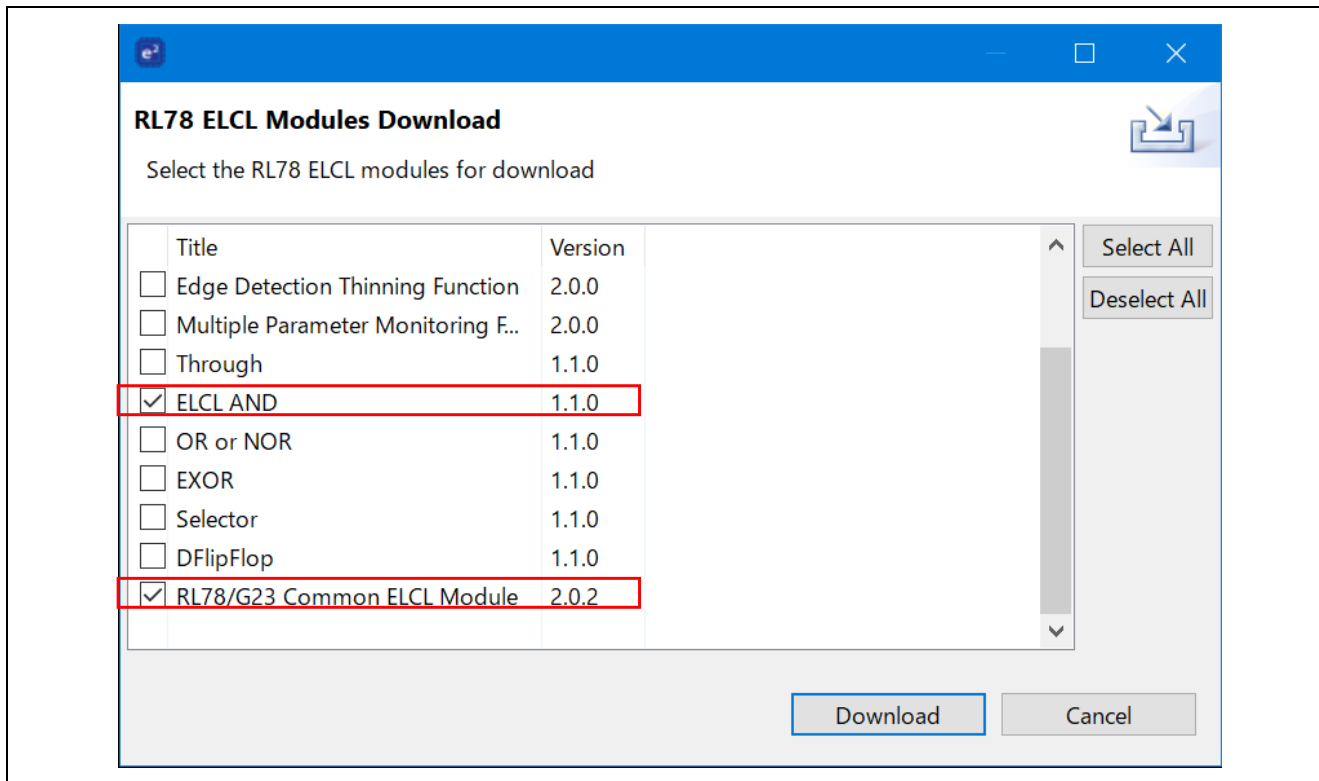 e²
RL78 ELCL Modules Download
Select the RL78 ELCL modules for download
Title Version Select All
Edge Detection Thinning Function 2.0.0 Deselect All
Multiple Parameter Monitoring F... 2.0.0
Through 1.1.0
ELCL AND 1.1.0
OR or NOR 1.1.0
EXOR 1.1.0
Selector 1.1.0
DFlipFlop 1.1.0
RL78/G23 Common ELCL Module 2.0.2
Download Cancel